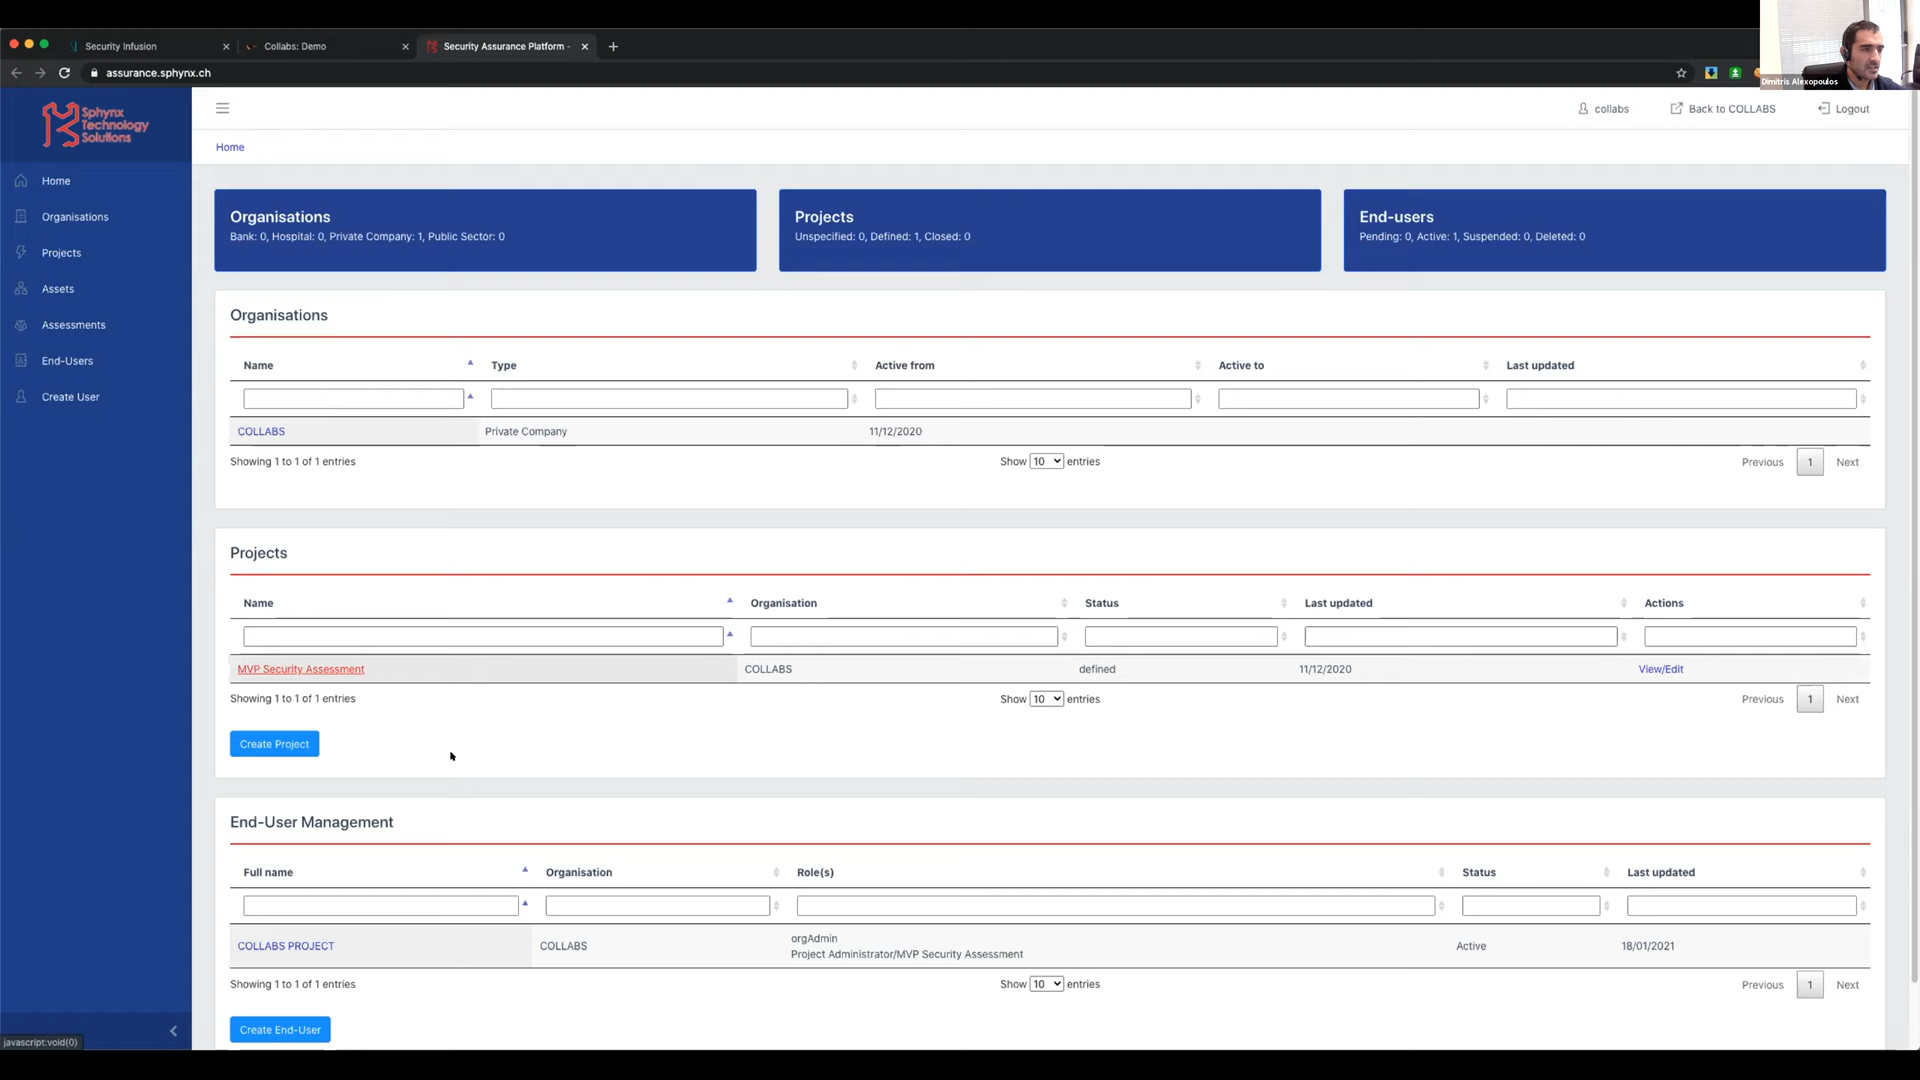 Security Infusion
Collabs: Demo
Security Assurance Platform -
assurance.sphynx.ch
Dimitris Alexopoulos
Sphynx
Technology
Solutions
collabs
Back to COLLABS
Logout
Home
Home
Organisations
Projects
Assets
Assessments
End-Users
Create User
Organisations
Bank: 0, Hospital: 0, Private Company: 1, Public Sector: 0
Projects
Unspecified: 0, Defined: 1, Closed: 0
End-users
Pending: 0, Active: 1, Suspended: 0, Deleted: 0
Organisations
Name Type Active from Active to Last updated
COLLABS Private Company 11/12/2020
Showing 1 to 1 of 1 entries Show 10 entries Previous 1 Next
Projects
Name Organisation Status Last updated Actions
MVP Security Assessment COLLABS defined 11/12/2020 View/Edit
Showing 1 to 1 of 1 entries Show 10 entries Previous 1 Next
Create Project
End-User Management
Full name Organisation Role(s) Status Last updated
COLLABS PROJECT COLLABS orgAdmin Active 18/01/2021
Project Administrator/MVP Security Assessment
Showing 1 to 1 of 1 entries Show 10 entries Previous 1 Next
Create End-User
javascript:void(0)